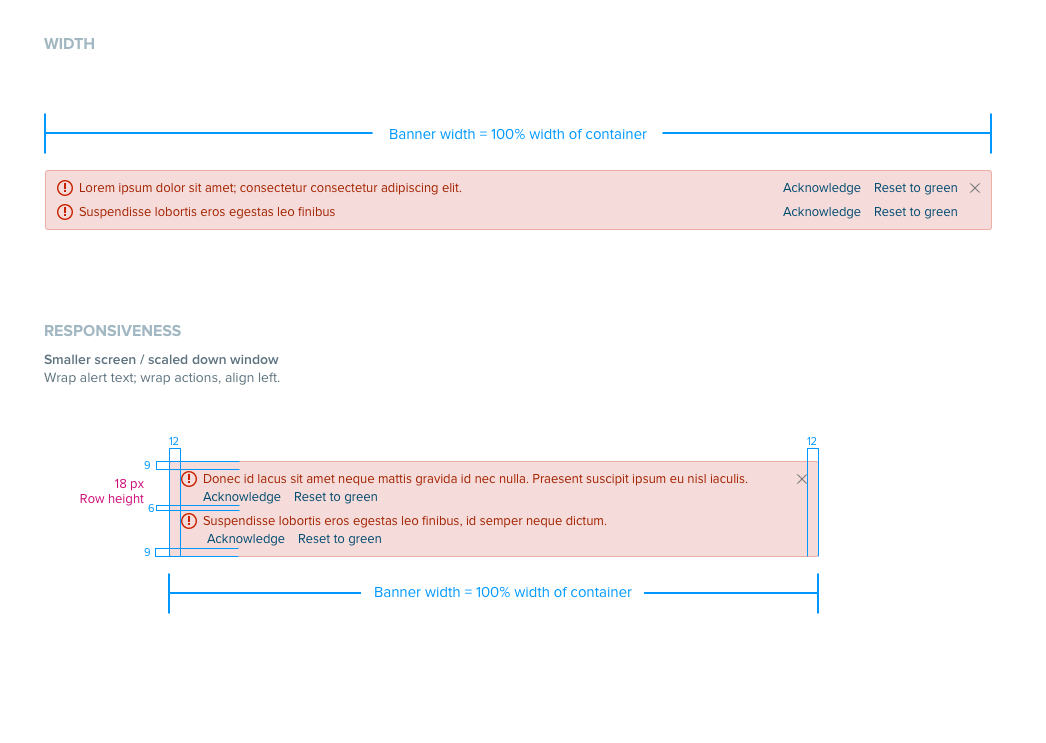 WIDTH
Banner width = 100% width of container
Lorem ipsum dolor sit amet; consectetur consectetur adipiscing elit. Acknowledge Reset to green
Suspendisse lobortis eros egestas leo finibus Acknowledge Reset to green
RESPONSIVENESS
Smaller screen / scaled down window
Wrap alert text; wrap actions, align left.
12 12
9
Donec id lacus sit amet neque mattis gravida id nec nulla. Praesent suscipit ipsum eu nisl iaculis.
18 px
Row height
Acknowledge Reset to green
6
Suspendisse lobortis eros egestas leo finibus, id semper neque dictum.
Acknowledge Reset to green
9
Banner width = 100% width of container